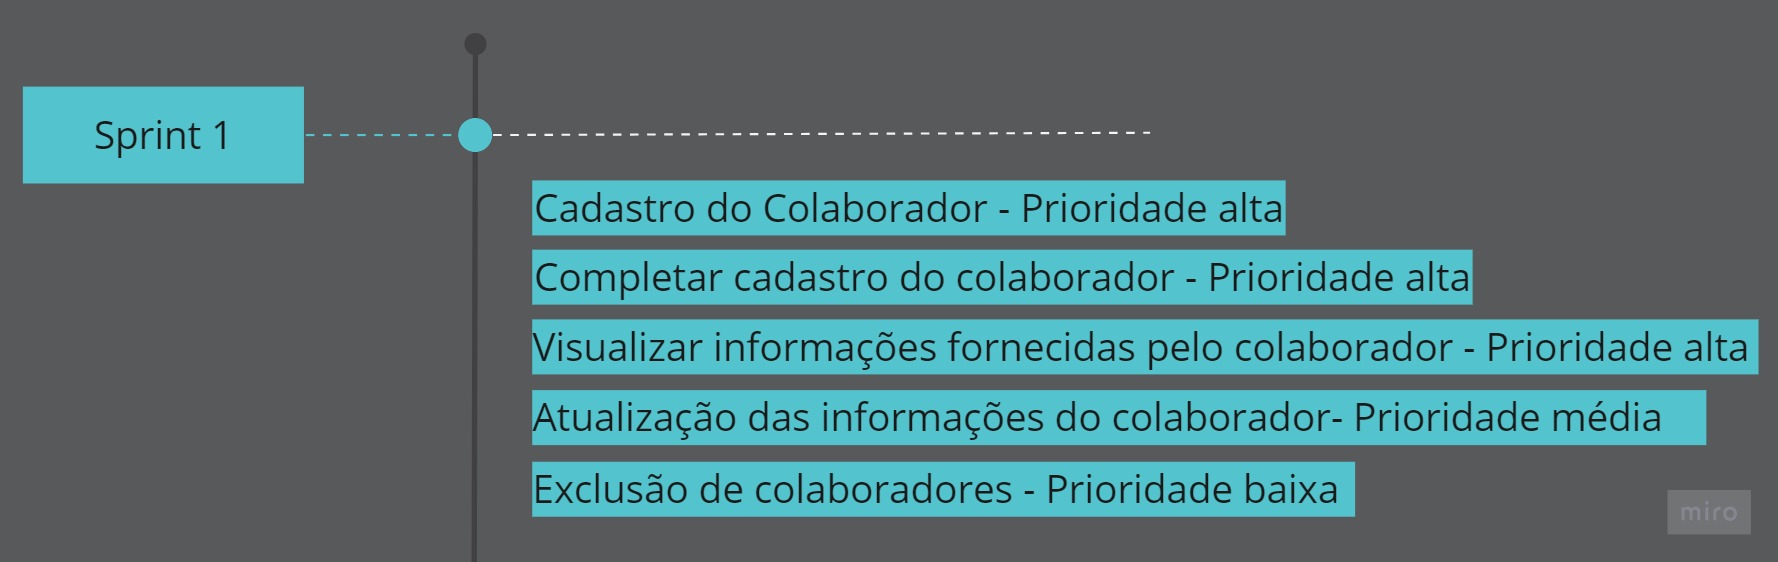 Sprint 1
Cadastro do Colaborador - Prioridade alta
Completar cadastro do colaborador - Prioridade alta
Visualizar informações fornecidas pelo colaborador - Prioridade alta
Atualização das informações do colaborador- Prioridade média
Exclusão de colaboradores - Prioridade baixa
miro